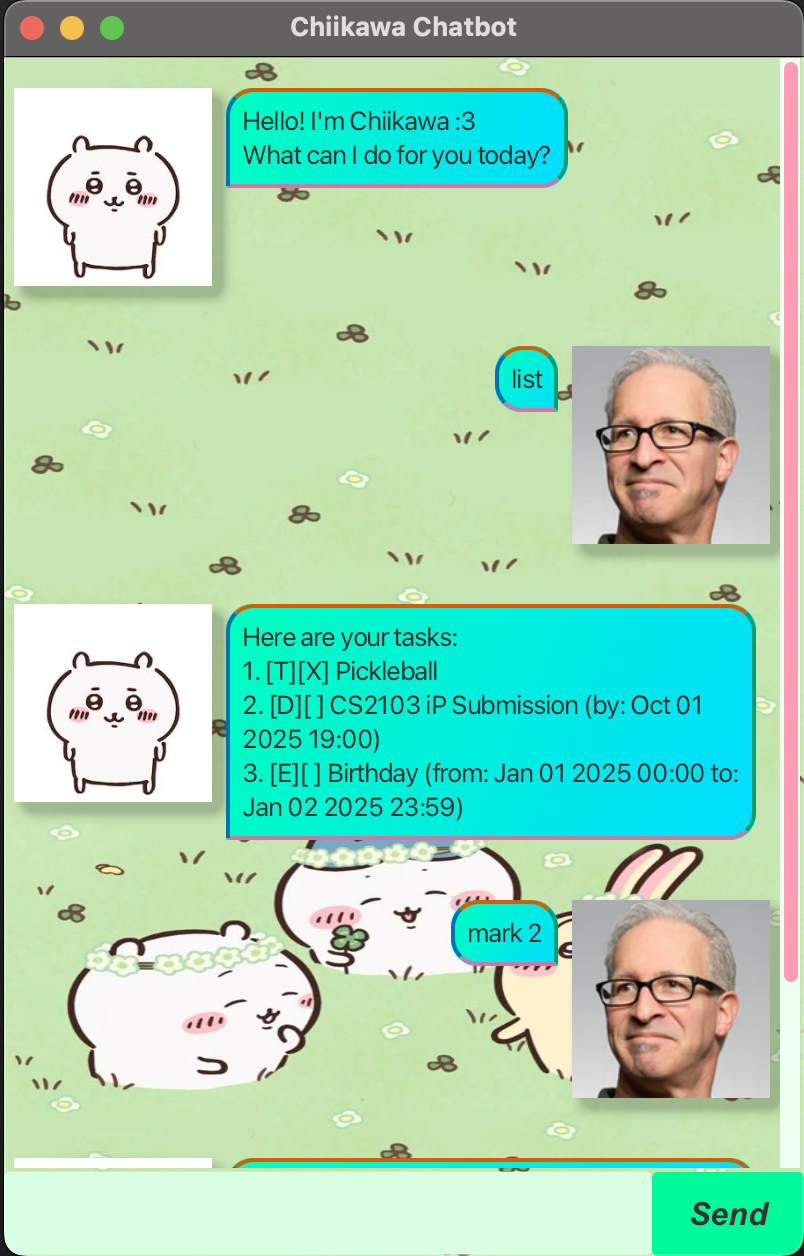 Chiikawa Chatbot
Hello! I'm Chiikawa :3
What can I do for you today?
list
Here are your tasks:
1. [T][X] Pickleball
2. [D][ ] CS2103 iP Submission (by: Oct 01
2025 19:00)
3. [E][ ] Birthday (from: Jan 01 2025 00:00 to:
Jan 02 2025 23:59)
mark 2
Send